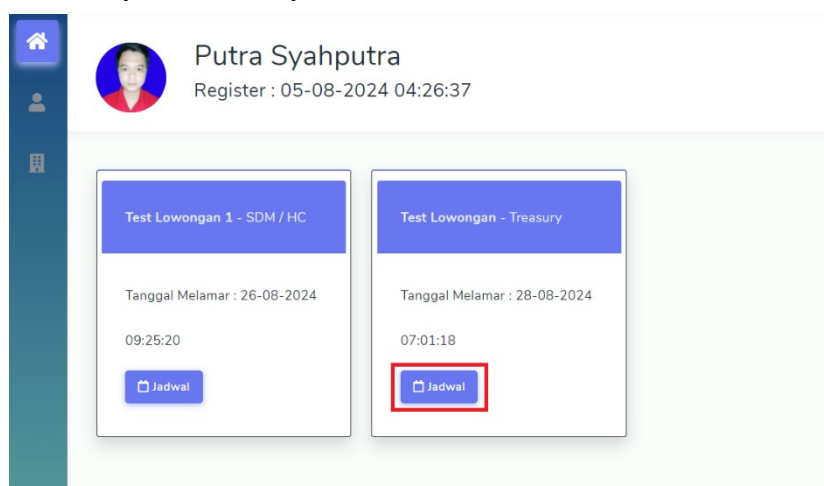 Putra Syahputra
Register : 05-08-2024 04:26:37
Test Lowongan 1 - SDM / HC
Tanggal Melamar : 26-08-2024
09:25:20
Jadwal
Test Lowongan - Treasury
Tanggal Melamar : 28-08-2024
07:01:18
Jadwal